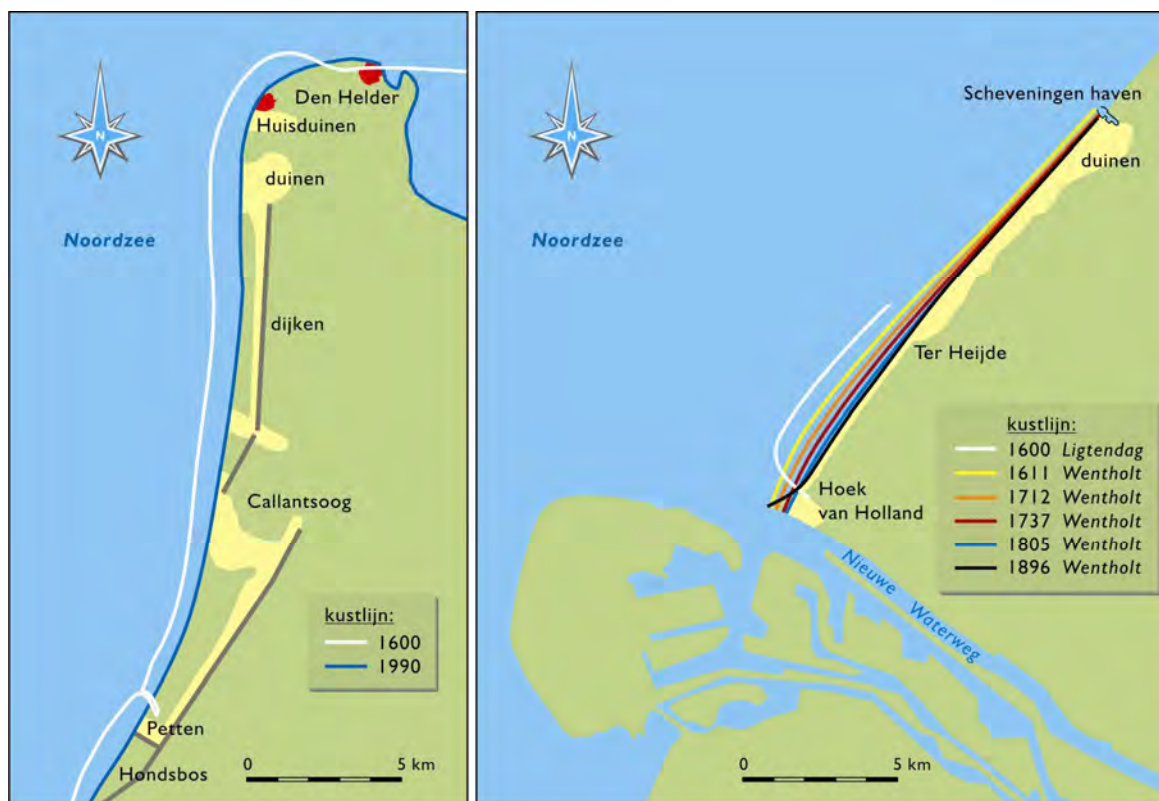 N
Den Helder
Huisduinen
duinen
Noordzee
dijken
Callantsoog
kustlijn:
1600
1990
Petten
Hondsbos
0 5 km
N
Scheveningen haven
duinen
Noordzee
Ter Heijde
kustlijn:
1600 Ligtendag
1611 Wentholt
1712 Wentholt
1737 Wentholt
1805 Wentholt
1896 Wentholt
Hoek
van Holland
Nieuwe Waterweg
0 5 km